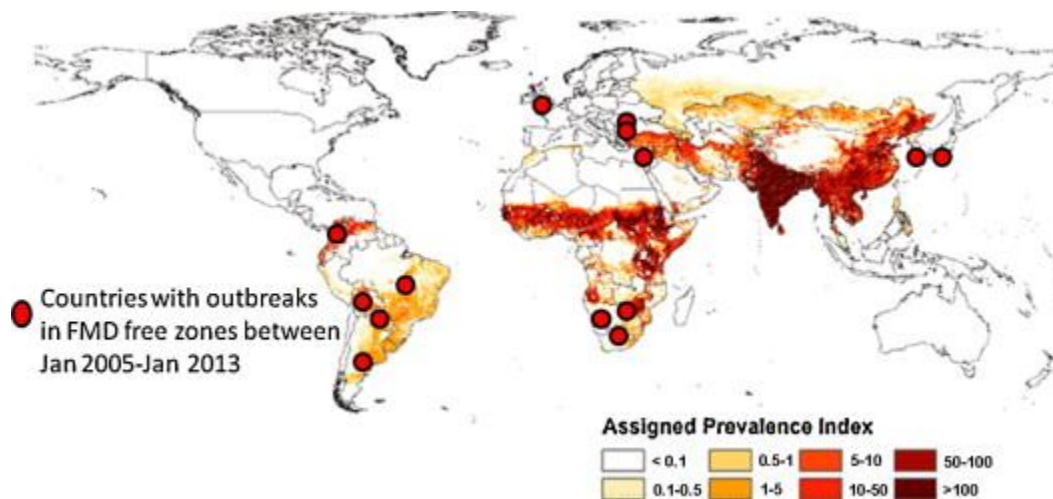 Countries with outbreaks
in FMD free zones between
Jan 2005-Jan 2013
Assigned Prevalence Index
< 0.1 0.5-1 5-10 50-100
0.1-0.5 1-5 10-50 >100